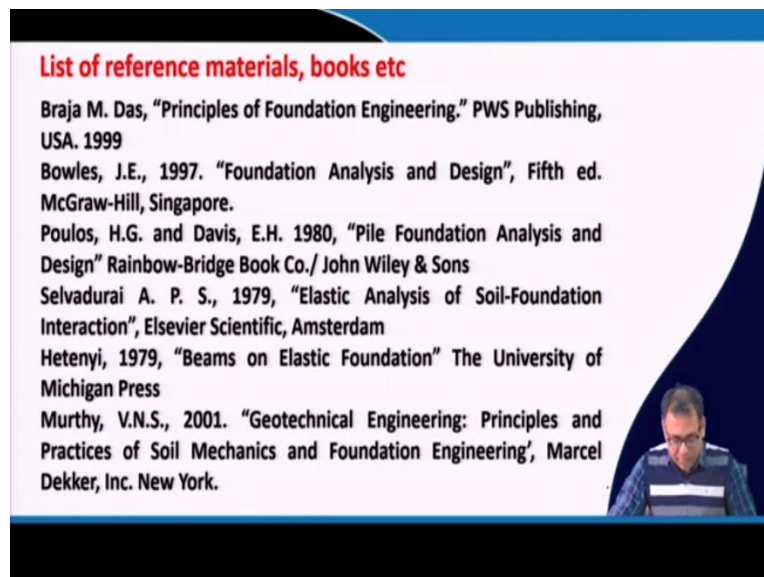 List of reference materials, books etc
Braja M. Das, “Principles of Foundation Engineering.” PWS Publishing,
USA. 1999
Bowles, J.E., 1997. “Foundation Analysis and Design”, Fifth ed.
McGraw-Hill, Singapore.
Poulos, H.G. and Davis, E.H. 1980, “Pile Foundation Analysis and
Design” Rainbow-Bridge Book Co./ John Wiley & Sons
Selvadurai A. P. S., 1979, “Elastic Analysis of Soil-Foundation
Interaction”, Elsevier Scientific, Amsterdam
Hetenyi, 1979, “Beams on Elastic Foundation” The University of
Michigan Press
Murthy, V.N.S., 2001. “Geotechnical Engineering: Principles and
Practices of Soil Mechanics and Foundation Engineering’, Marcel
Dekker, Inc. New York.